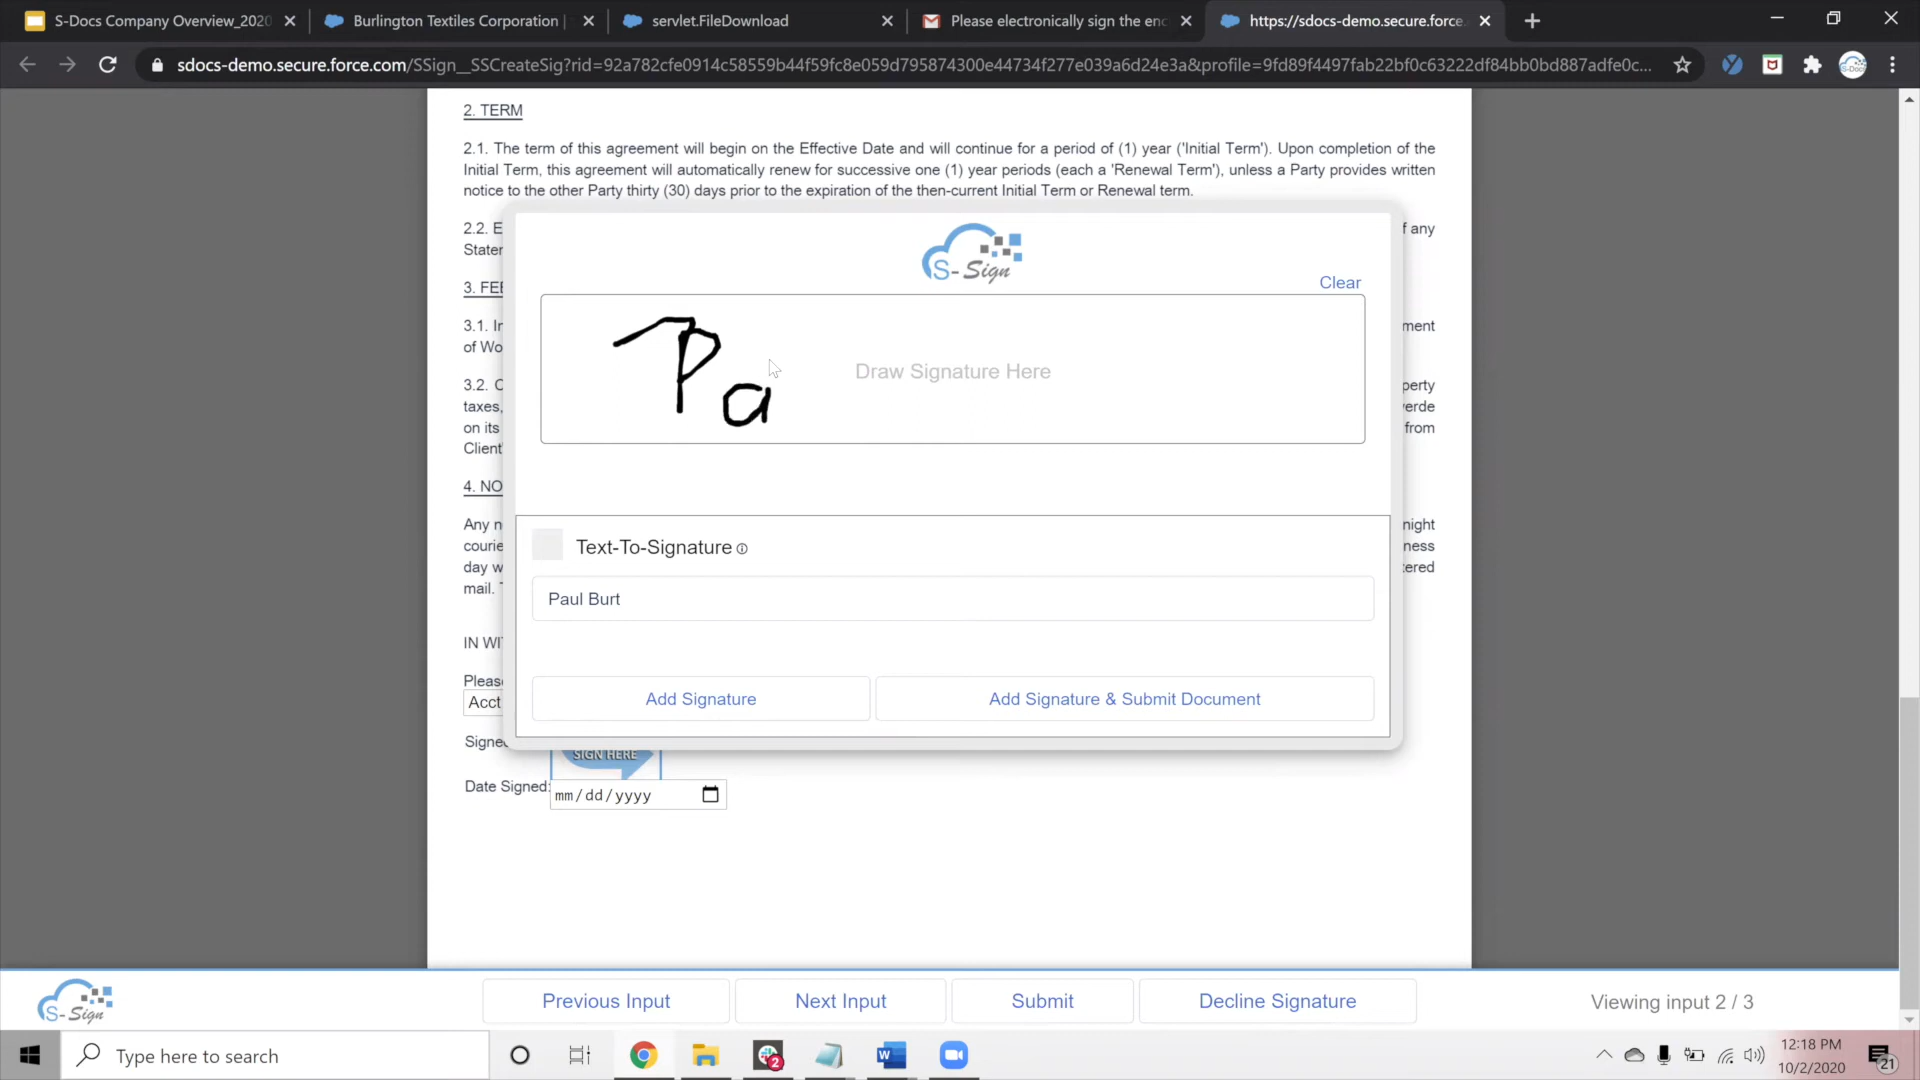 S-Docs Company Overview_2020
Burlington Textiles Corporation |
servlet.FileDownload
Please electronically sign the enc
https://sdocs-demo.secure.force.
sdocs-demo.secure.force.com/SSign__SSCreateSig?rid=92a782cfe0914c58559b44f59fc8e059d795874300e44734f277e039a6d24e3a&profile=9fd89f4497fab22bf0c63222df84bb0bd887adfe0c...
2. TERM
2.1. The term of this agreement will begin on the Effective Date and will continue for a period of (1) year ('Initial Term'). Upon completion of the
Initial Term, this agreement will automatically renew for successive one (1) year periods (each a 'Renewal Term'), unless a Party provides written
notice to the other Party thirty (30) days prior to the expiration of the then-current Initial Term or Renewal term.
2.2. E
f any
Stater
S-Sign
Clear
3. FEE
Pa
Draw Signature Here
3.1. In
ment
of Wo
3.2. C
perty
taxes,
verde
on its
from
Client'
4. NO
Any n
night
courie
ness
day w
tered
mail. T
Text-To-Signature
Paul Burt
IN WI
Please
Acct
Add Signature
Add Signature & Submit Document
Signe
SIGN HERE
Date Signed:
mm/dd/yyyy
S-Sign
Previous Input
Next Input
Submit
Decline Signature
Viewing input 2 / 3
Type here to search
2
12:18 PM
10/2/2020
21